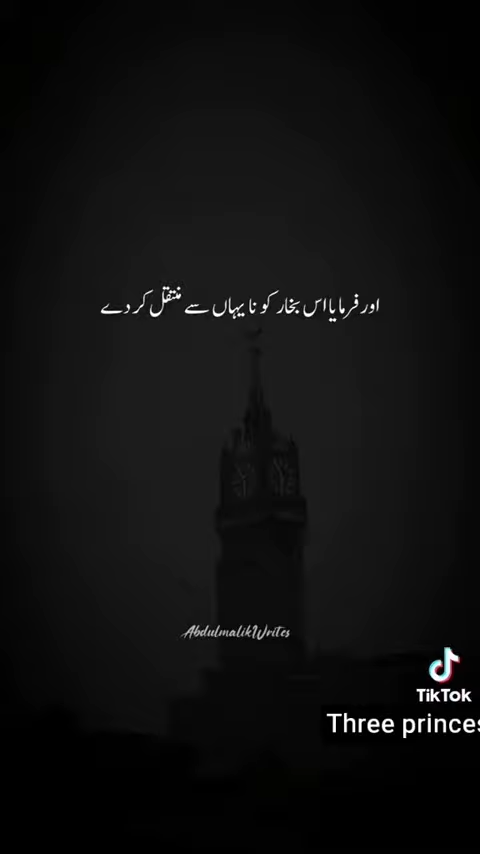 اور فرمایا اس بخار کو نا یہاں سے منتقل کر دے
AbdulmalikWrites
TikTok
Three princes